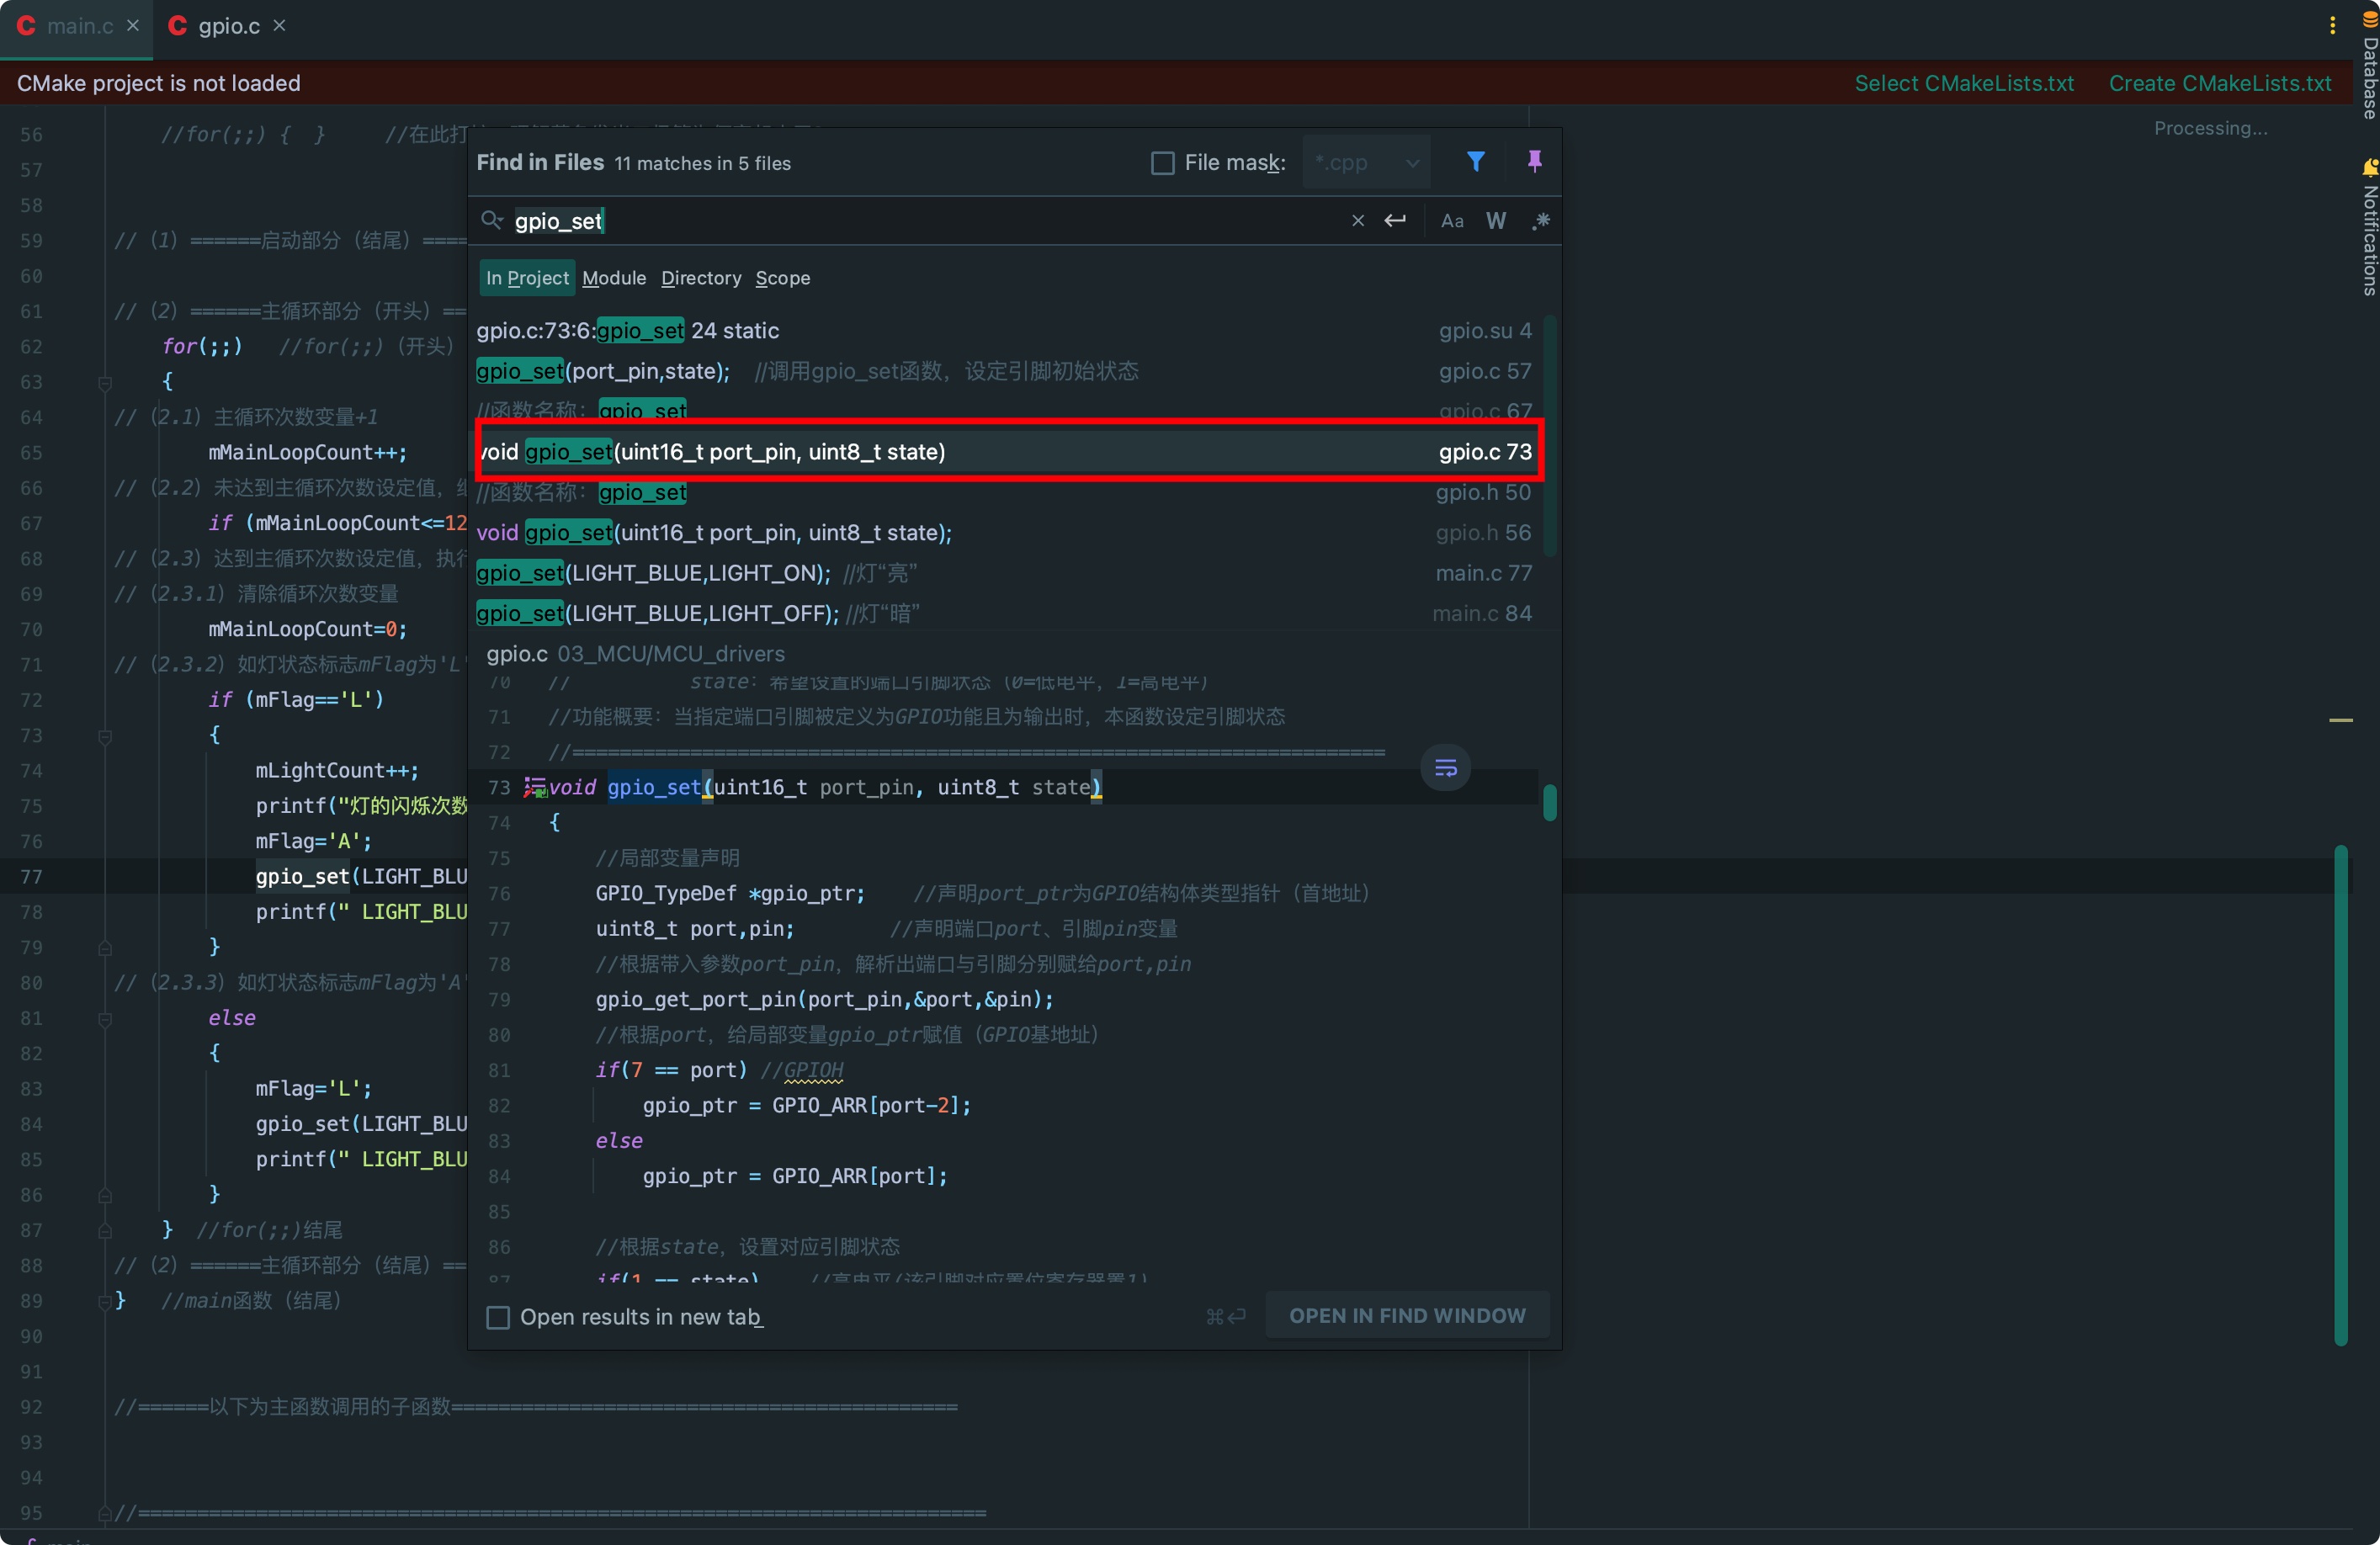 main.c
gpio.c
Database
Notifications
CMake project is not loaded
Select CMakeLists.txt
Create CMakeLists.txt
Processing...
56 //for(;;) { } //在此打
57
58
59 // (1) ======启动部分（结尾）====
60
61 // (2) ======主循环部分（开头）==
62 for(;;) //for(;;)（开头）
63 {
64 // (2.1) 主循环次数变量+1
65 mMainLoopCount++;
66 // (2.2) 未达到主循环次数设定值，继
67 if (mMainLoopCount<=12
68 // (2.3) 达到主循环次数设定值，执行
69 // (2.3.1) 清除循环次数变量
70 mMainLoopCount=0;
71 // (2.3.2) 如灯状态标志mFlag为'L'
72 if (mFlag=='L')
73 {
74 mLightCount++;
75 printf("灯的闪烁次数
76 mFlag='A';
77 gpio_set(LIGHT_BLU
78 printf(" LIGHT_BLU
79 }
80 // (2.3.3) 如灯状态标志mFlag为'A'
81 else
82 {
83 mFlag='L';
84 gpio_set(LIGHT_BLU
85 printf(" LIGHT_BLU
86 }
87 } //for(;;)结尾
88 // (2) ======主循环部分（结尾）==
89 } //main函数（结尾）
90
91
92 //======以下为主函数调用的子函数===========================================
93
94
95 //========================================================================
Find in Files 11 matches in 5 files
File mask: *.cpp
gpio_set
Aa W .*
In Project Module Directory Scope
gpio.c:73:6:gpio_set 24 static gpio.su 4
gpio_set(port_pin,state); //调用gpio_set函数，设定引脚初始状态 gpio.c 57
//函数名称：gpio_set gpio.c 67
void gpio_set(uint16_t port_pin, uint8_t state) gpio.c 73
//函数名称：gpio_set gpio.h 50
void gpio_set(uint16_t port_pin, uint8_t state); gpio.h 56
gpio_set(LIGHT_BLUE,LIGHT_ON); //灯“亮” main.c 77
gpio_set(LIGHT_BLUE,LIGHT_OFF); //灯“暗” main.c 84
gpio.c 03_MCU/MCU_drivers
70 // state：希望设置的端口引脚状态（0=低电平，1=高电平）
71 //功能概要：当指定端口引脚被定义为GPIO功能且为输出时，本函数设定引脚状态
72 //=====================================================================
73 void gpio_set(uint16_t port_pin, uint8_t state)
74 {
75 //局部变量声明
76 GPIO_TypeDef *gpio_ptr; //声明port_ptr为GPIO结构体类型指针（首地址）
77 uint8_t port,pin; //声明端口port、引脚pin变量
78 //根据带入参数port_pin，解析出端口与引脚分别赋给port,pin
79 gpio_get_port_pin(port_pin,&port,&pin);
80 //根据port，给局部变量gpio_ptr赋值（GPIO基地址）
81 if(7 == port) //GPIOH
82 gpio_ptr = GPIO_ARR[port-2];
83 else
84 gpio_ptr = GPIO_ARR[port];
85
86 //根据state，设置对应引脚状态
87 if(1 == state) //高电平(该引脚对应置位寄存器置1)
Open results in new tab
⌘↩ OPEN IN FIND WINDOW